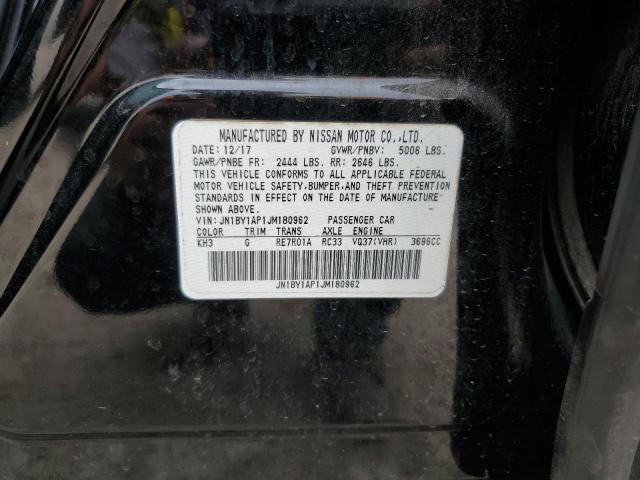 MANUFACTURED BY NISSAN MOTOR CO.,LTD.
DATE: 12/17 GVWR/PNBV: 5006 LBS.
GAWR/PNBE FR: 2444 LBS. RR: 2646 LBS.
THIS VEHICLE CONFORMS TO ALL APPLICABLE FEDERAL
MOTOR VEHICLE SAFETY, BUMPER, AND THEFT PREVENTION
STANDARDS IN EFFECT ON THE DATE OF MANUFACTURE
SHOWN ABOVE.
VIN: JN1BY1AP1JM180962 PASSENGER CAR
COLOR TRIM TRANS AXLE ENGINE
KH3 G RE7R01A RC33 VQ37(VHR) 3696CC
JN1BY1AP1JM180962